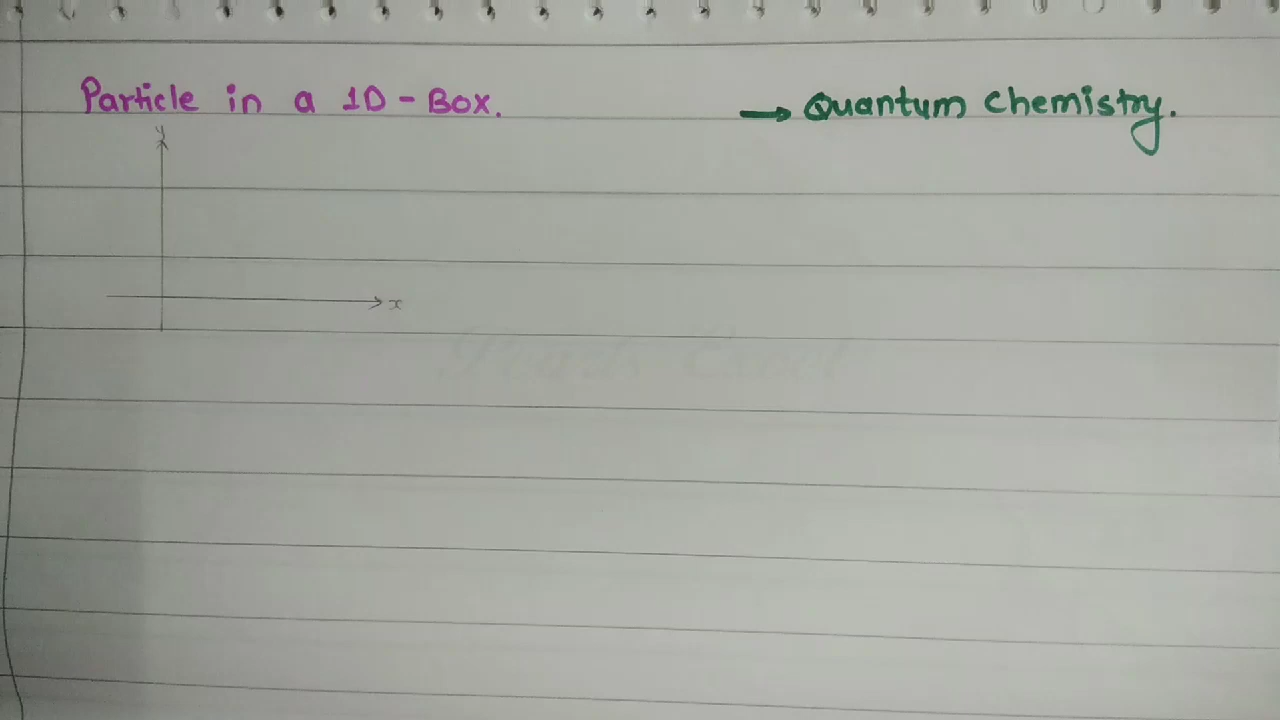 Particle in a 1D-Box.
→ Quantum Chemistry.
y
x